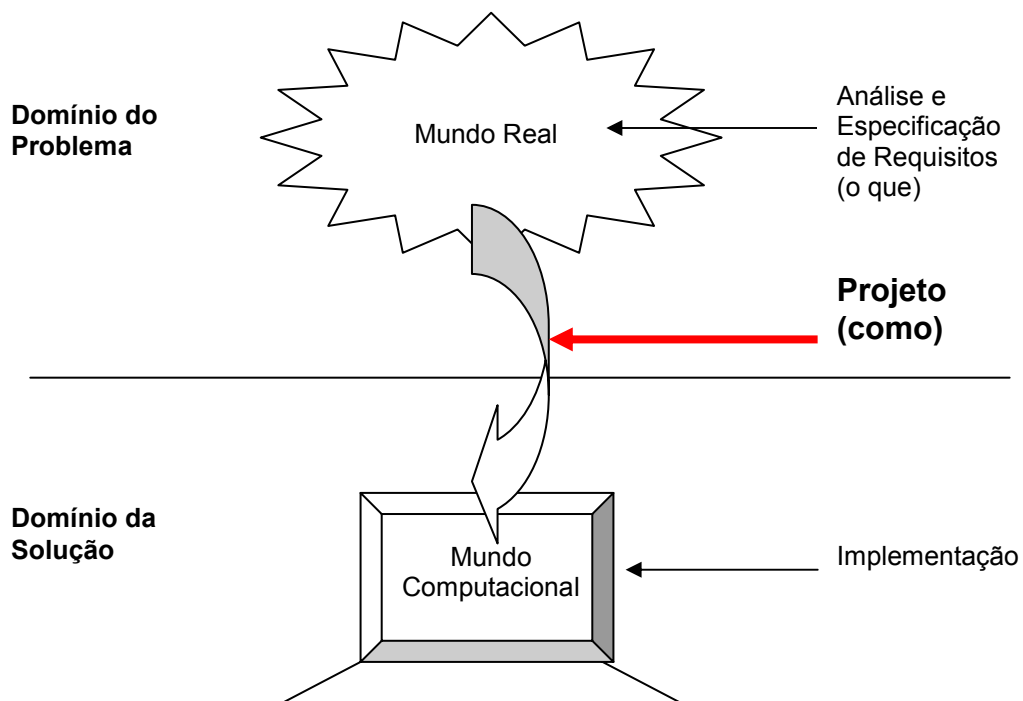 Domínio do
Problema
Mundo Real
Análise e
Especificação
de Requisitos
(o que)
Projeto
(como)
Domínio da
Solução
Mundo
Computacional
Implementação